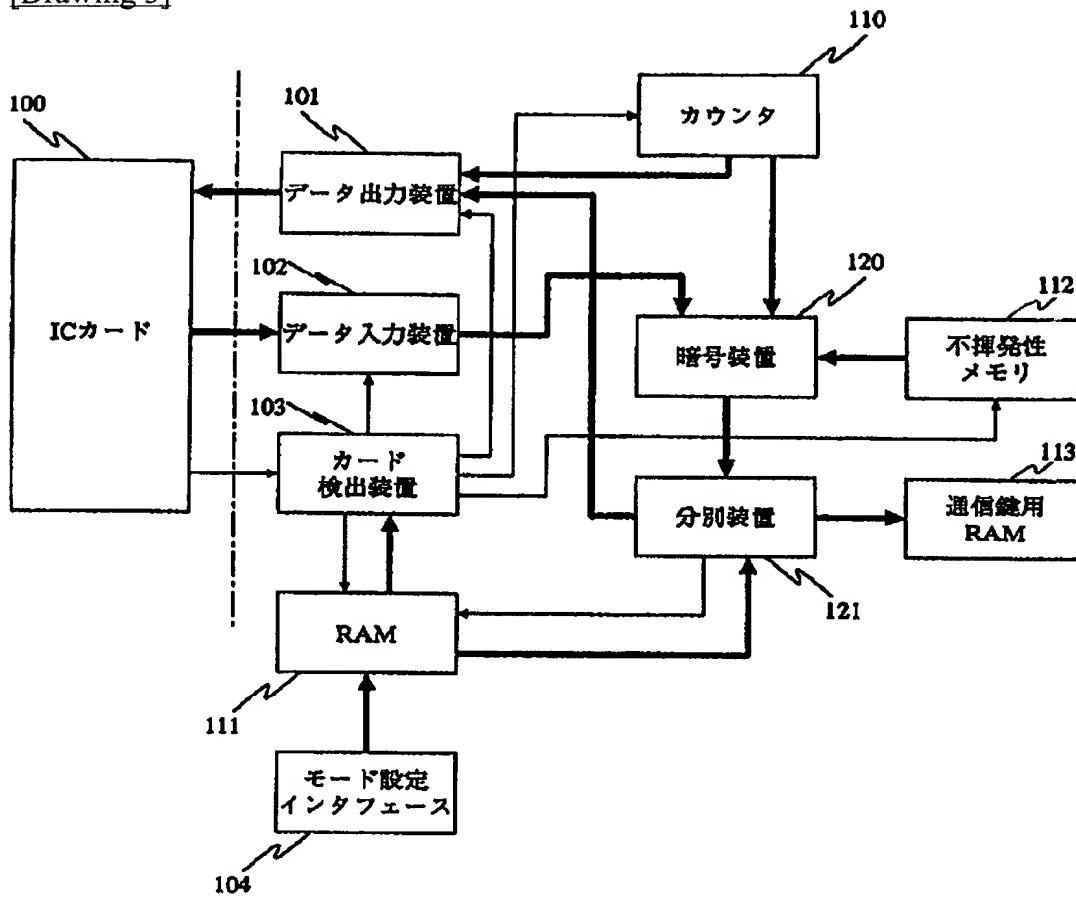 [Drawing 3]
110
100
101
カウンタ
データ出力装置
102
120
112
ICカード
データ入力装置
暗号装置
不揮発性
メモリ
103
カード
検出装置
113
分別装置
通信鍵用
RAM
121
RAM
111
モード設定
インタフェース
104